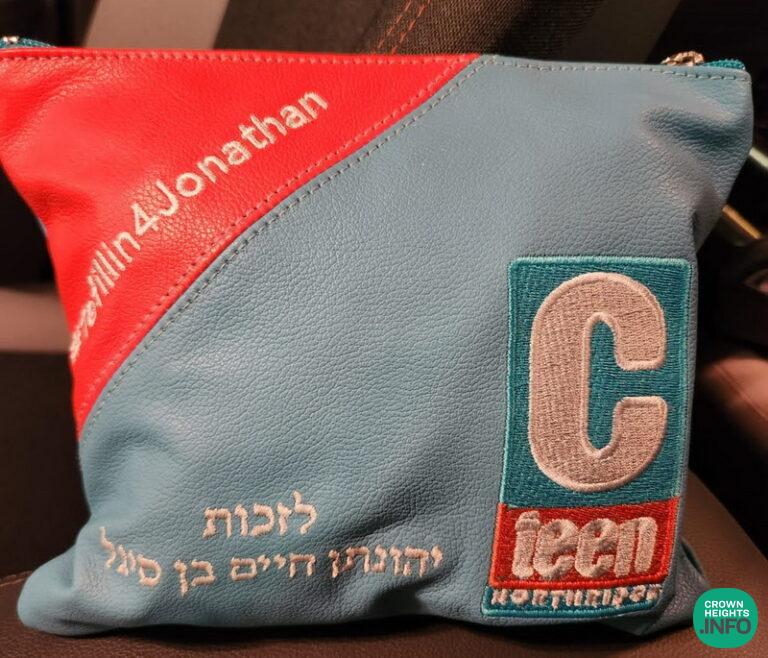 Tefillin4Jonathan
C
teen
NORTHRIDGE
לזכות
יהונתן חיים בן סיגל
CROWN
HEIGHTS
.INFO